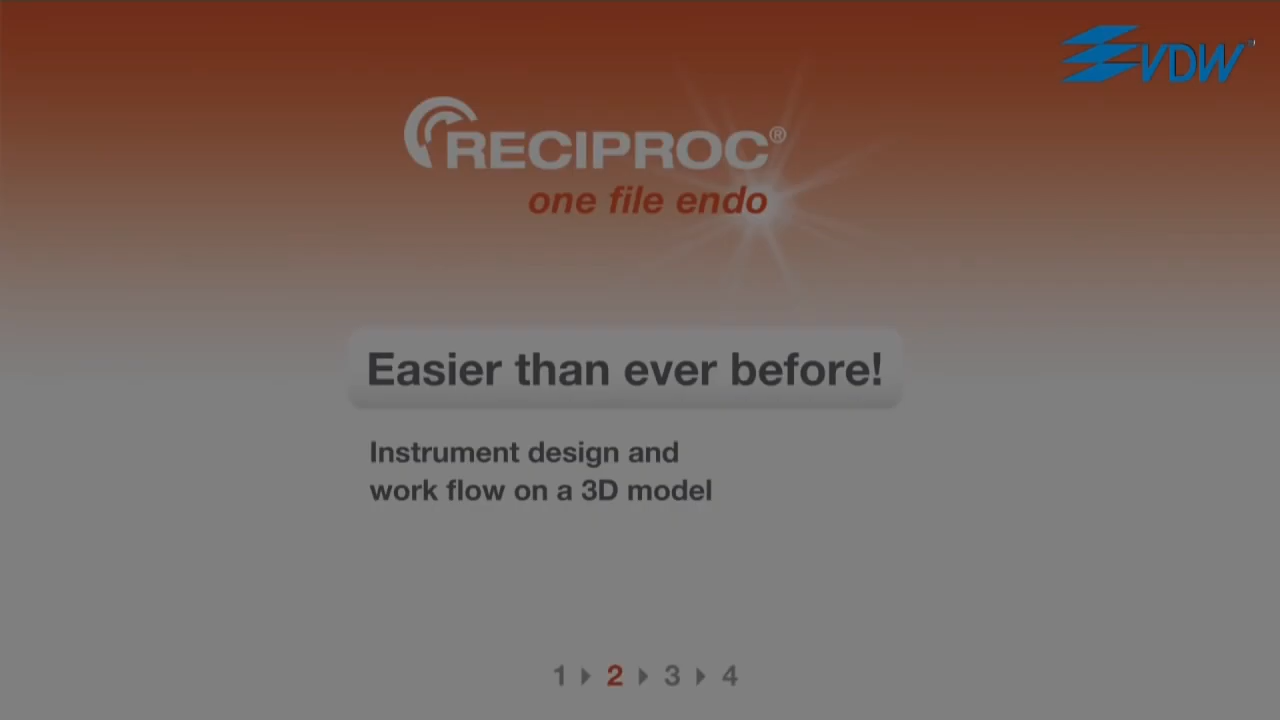 VDW
RECIPROC®
one file endo
Easier than ever before!
Instrument design and
work flow on a 3D model
1 2 3 4